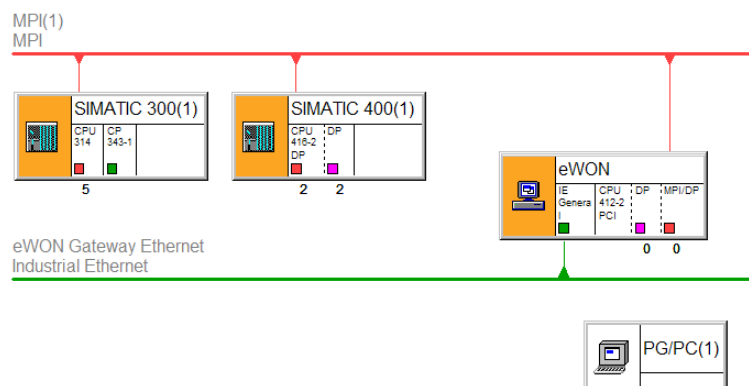 MPI(1)
MPI
SIMATIC 300(1)
CPU
314
CP
343-1
5
SIMATIC 400(1)
CPU
416-2
DP
DP
2 2
eWON
IE
Genera
l
CPU
412-2
PCI
DP
MPI/DP
0 0
eWON Gateway Ethernet
Industrial Ethernet
PG/PC(1)